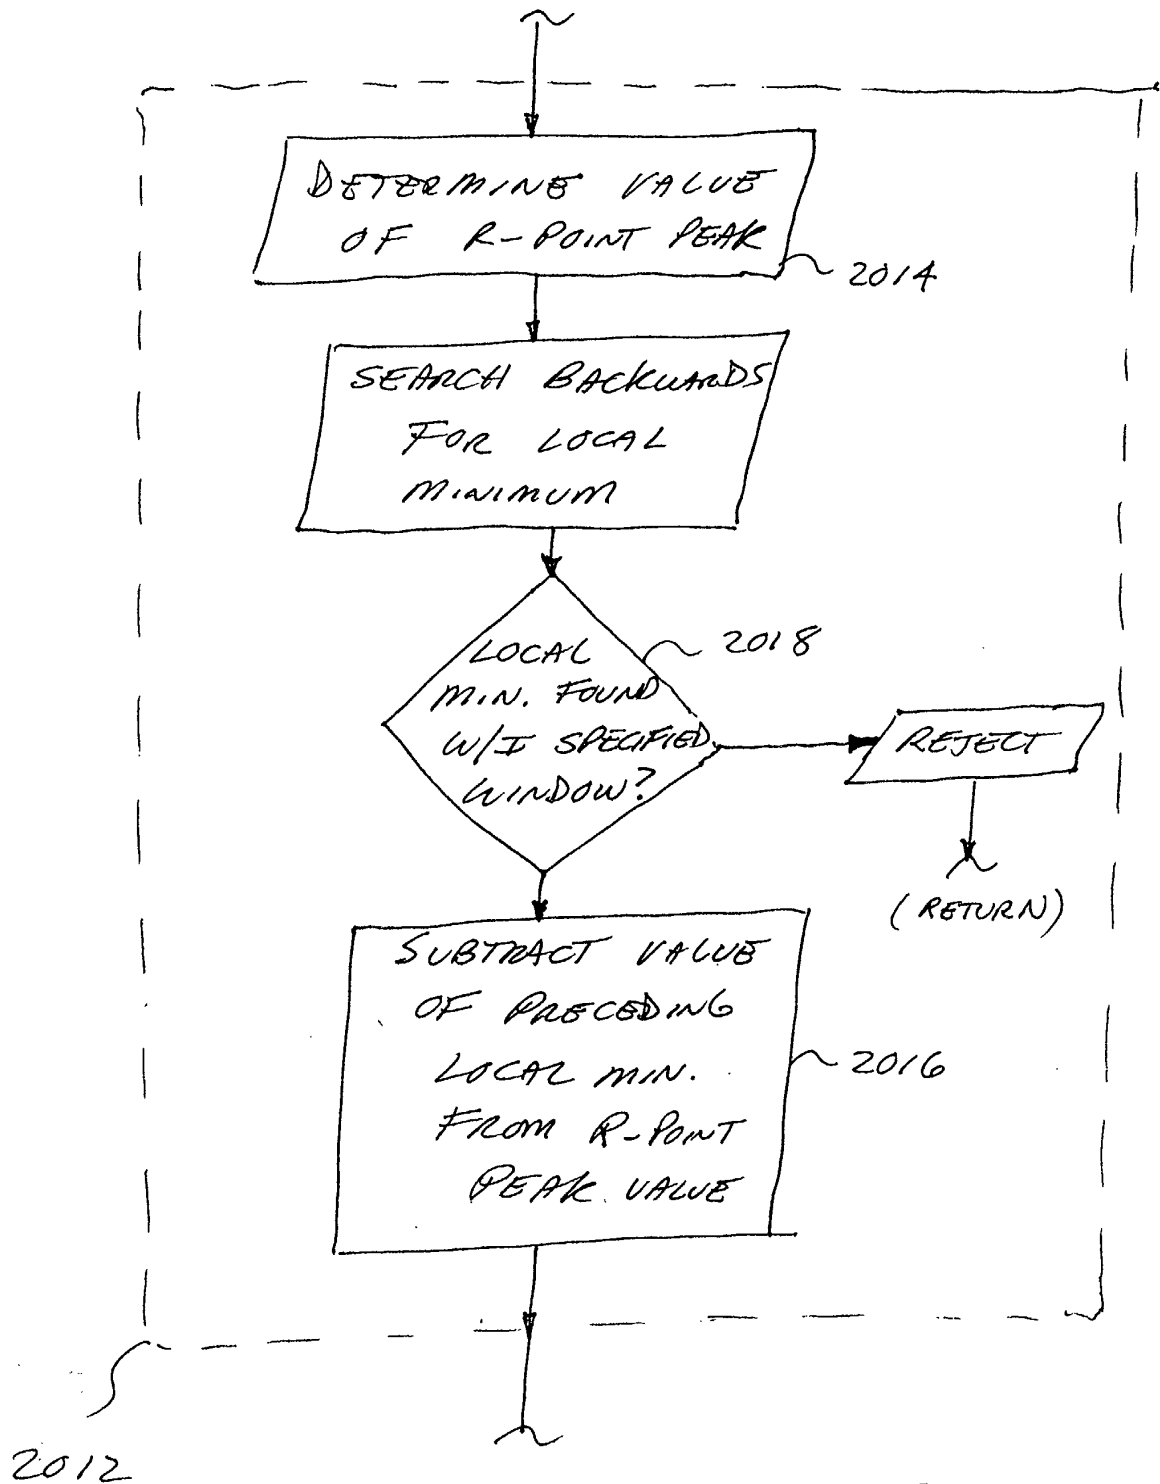 DETERMINE VALUE
OF R-POINT PEAK
2014
SEARCH BACKWARDS
FOR LOCAL
MINIMUM
LOCAL
MIN. FOUND
W/I SPECIFIED
WINDOW?
2018
REJECT
(RETURN)
SUBTRACT VALUE
OF PRECEDING
LOCAL MIN.
FROM R-POINT
PEAK VALUE
2016
2012